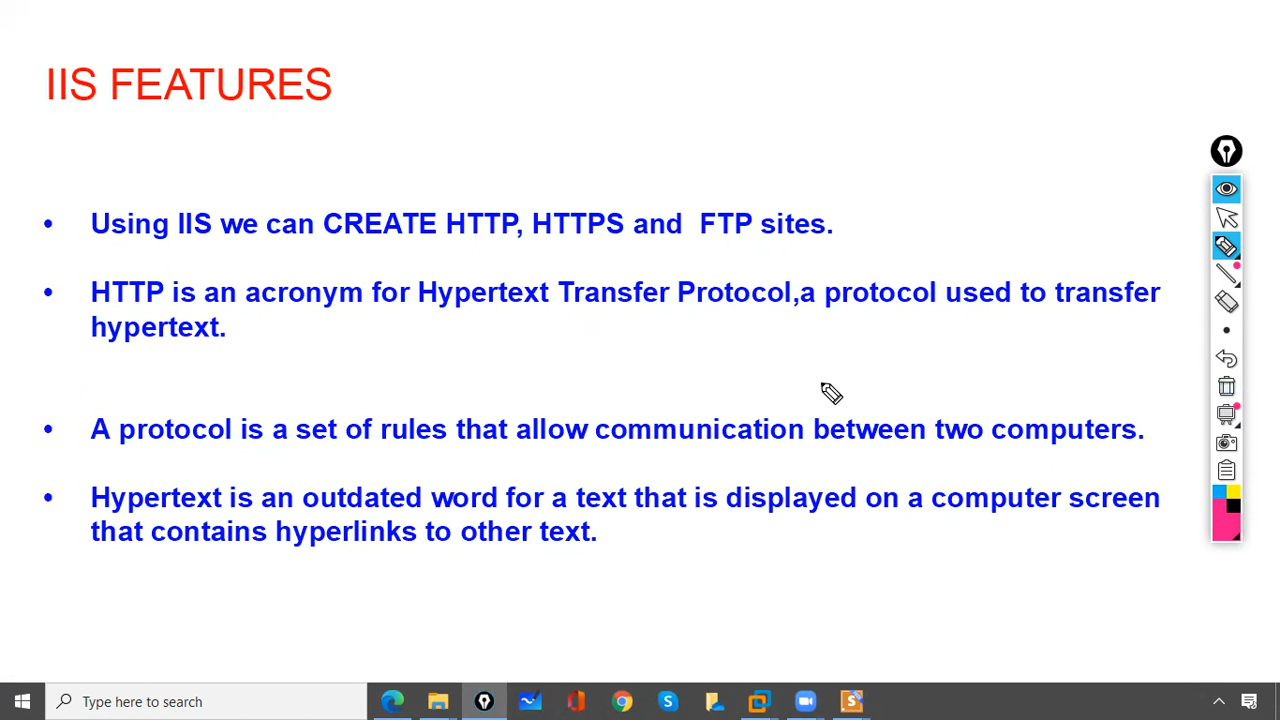 IIS FEATURES
• Using IIS we can CREATE HTTP, HTTPS and FTP sites.
• HTTP is an acronym for Hypertext Transfer Protocol,a protocol used to transfer
hypertext.
• A protocol is a set of rules that allow communication between two computers.
• Hypertext is an outdated word for a text that is displayed on a computer screen
that contains hyperlinks to other text.
Type here to search